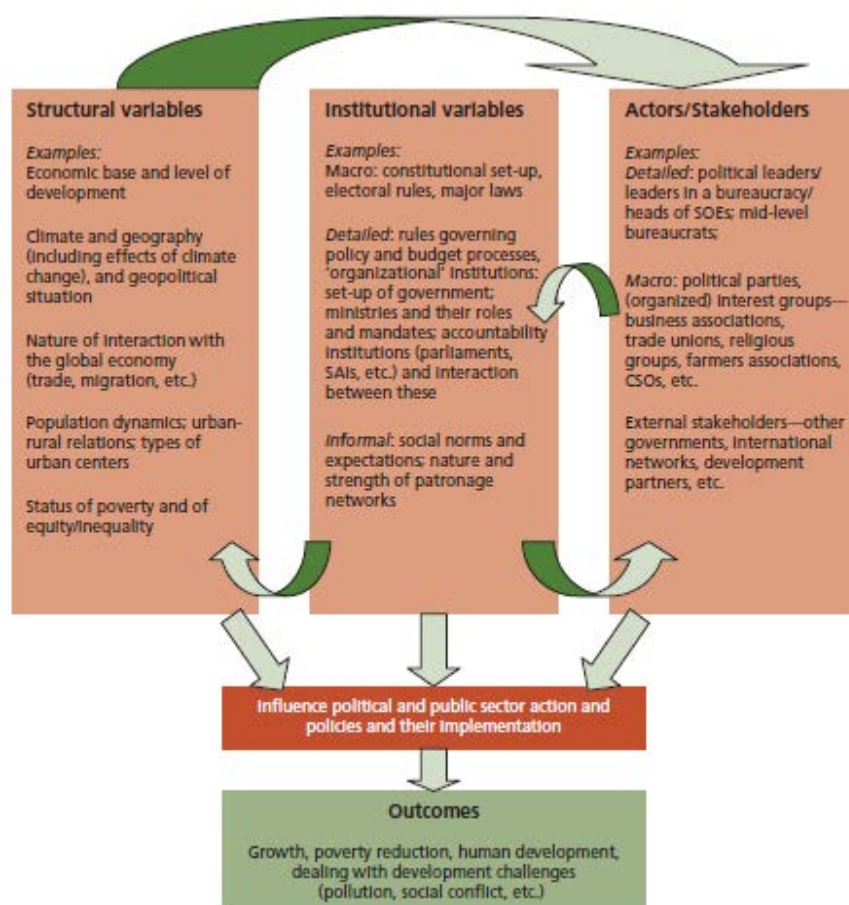 Structural variables
Examples:
Economic base and level of
development
Climate and geography
(including effects of climate
change), and geopolitical
situation
Nature of interaction with
the global economy
(trade, migration, etc.)
Population dynamics; urban-
rural relations; types of
urban centers
Status of poverty and of
equity/inequality
Institutional variables
Examples:
Macro: constitutional set-up,
electoral rules, major laws
Detailed: rules governing
policy and budget processes,
'organizational' institutions:
set-up of government;
ministries and their roles
and mandates; accountability
institutions (parliaments,
SAIs, etc.) and interaction
between these
Informal: social norms and
expectations; nature and
strength of patronage
networks
Actors/Stakeholders
Examples:
Detailed: political leaders/
leaders in a bureaucracy/
heads of SOEs; mid-level
bureaucrats;
Macro: political parties,
(organized) interest groups—
business associations,
trade unions, religious
groups, farmers associations,
CSOs, etc.
External stakeholders—other
governments, international
networks, development
partners, etc.
Influence political and public sector action and
policies and their implementation
Outcomes
Growth, poverty reduction, human development,
dealing with development challenges
(pollution, social conflict, etc.)